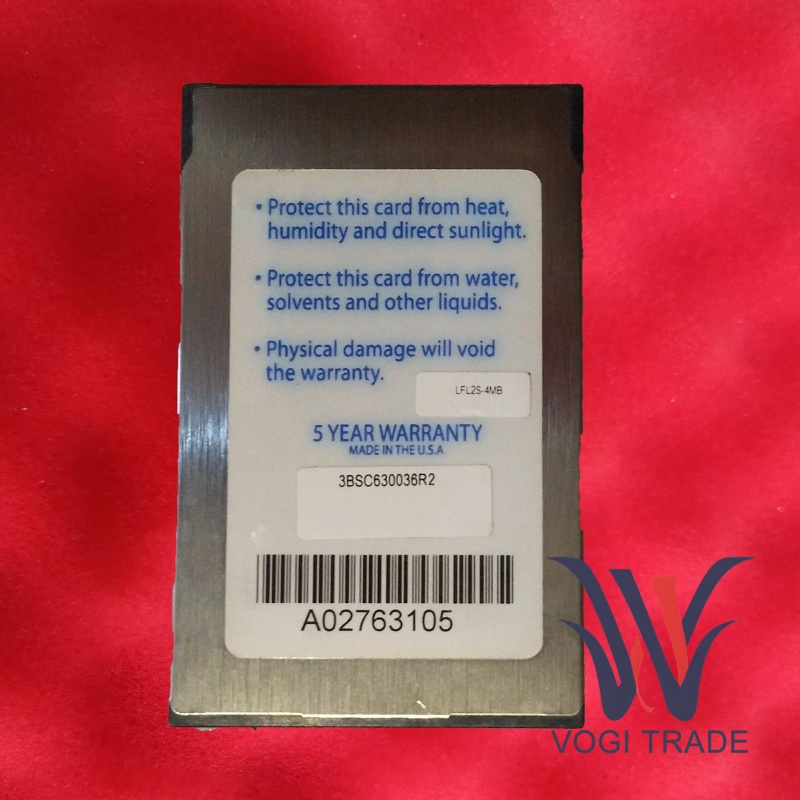 • Protect this card from heat,
humidity and direct sunlight.
• Protect this card from water,
solvents and other liquids.
• Physical damage will void
the warranty.
LFL2S-4MB
5 YEAR WARRANTY
MADE IN THE U.S.A
3BSC630036R2
A02763105
VOGI TRADE